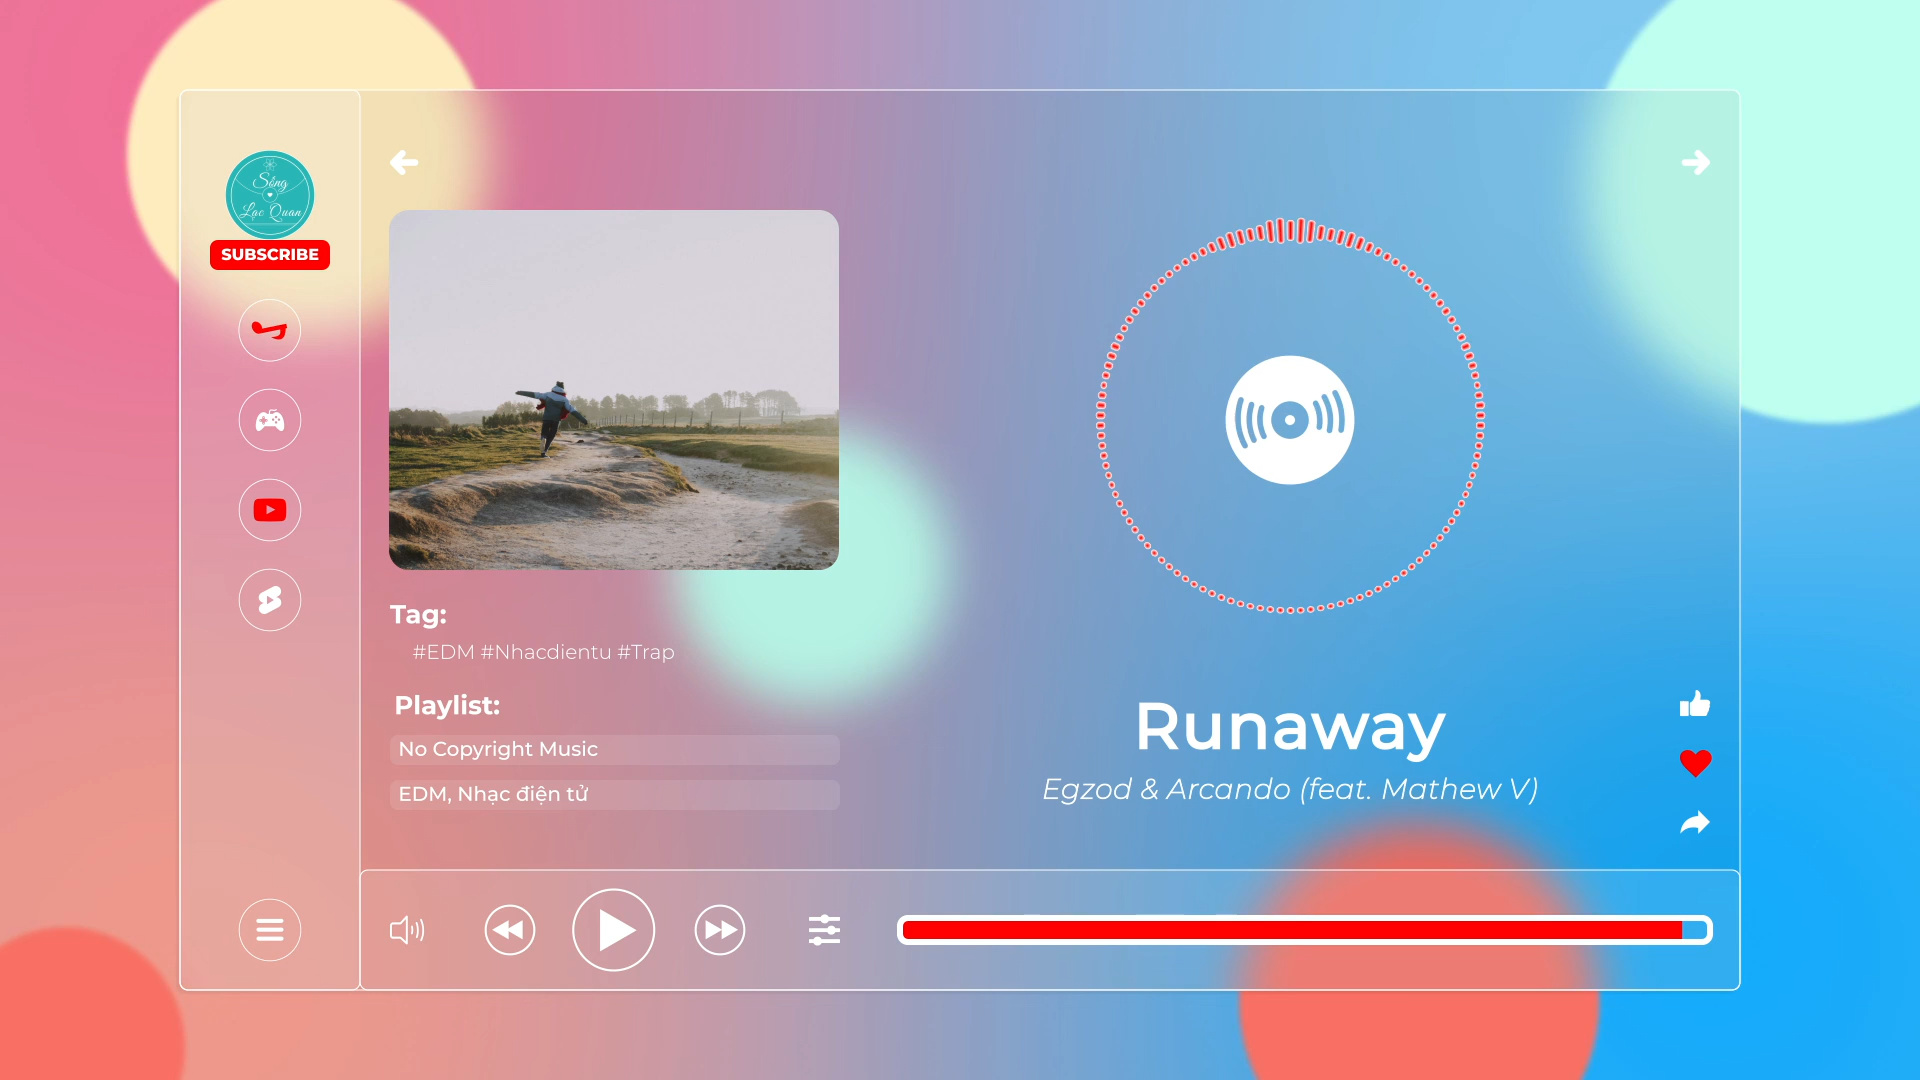 Sống
Lạc Quan
SUBSCRIBE
Tag:
#EDM #Nhacdientu #Trap
Playlist:
No Copyright Music
EDM, Nhạc điện tử
Runaway
Egzod & Arcando (feat. Mathew V)